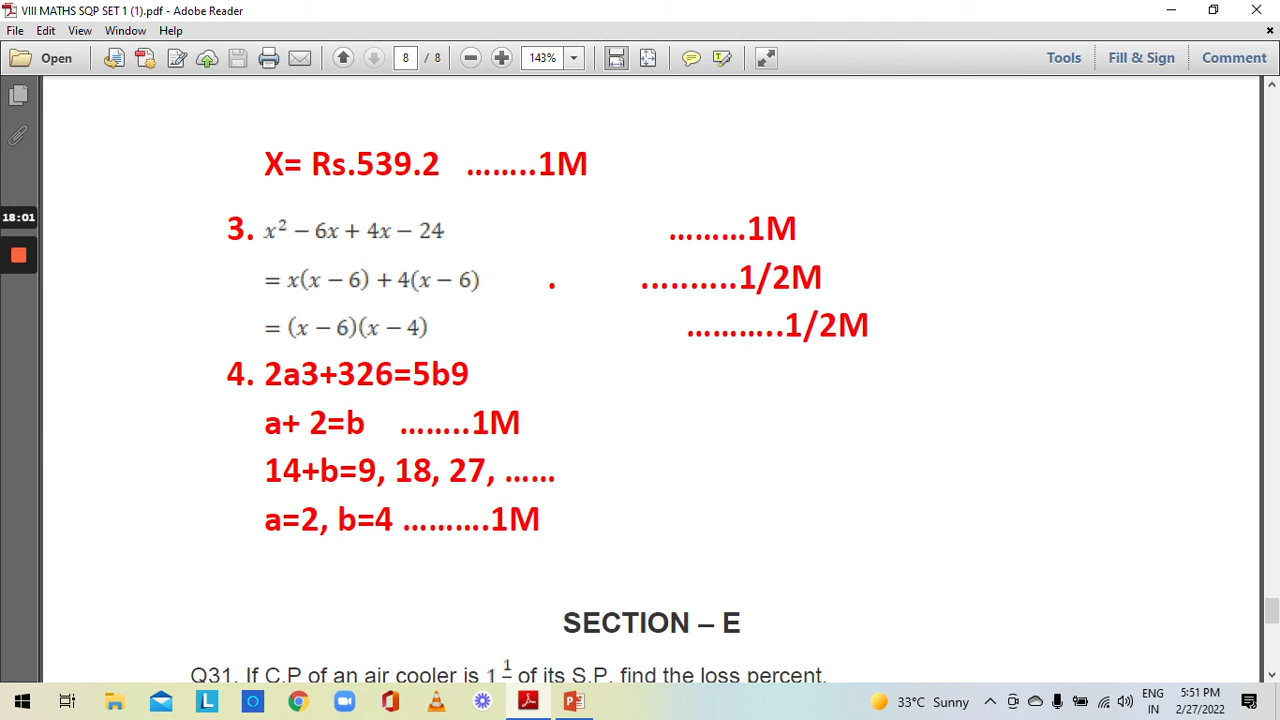 VIII MATHS SQP SET 1 (1).pdf - Adobe Reader
File Edit View Window Help
Open 8 / 8 143% Tools Fill & Sign Comment
X= Rs.539.2 ……..1M
18:01
3. x² − 6x + 4x − 24 ………1M
= x(x − 6) + 4(x − 6) . ...........1/2M
= (x − 6)(x − 4) ………..1/2M
4. 2a3+326=5b9
a+ 2=b ……..1M
14+b=9, 18, 27, ……
a=2, b=4 ……….1M
SECTION – E
Q31. If C.P of an air cooler is 1 1 of its S.P. find the loss percent.
33°C Sunny ENG 5:51 PM
IN 2/27/2022